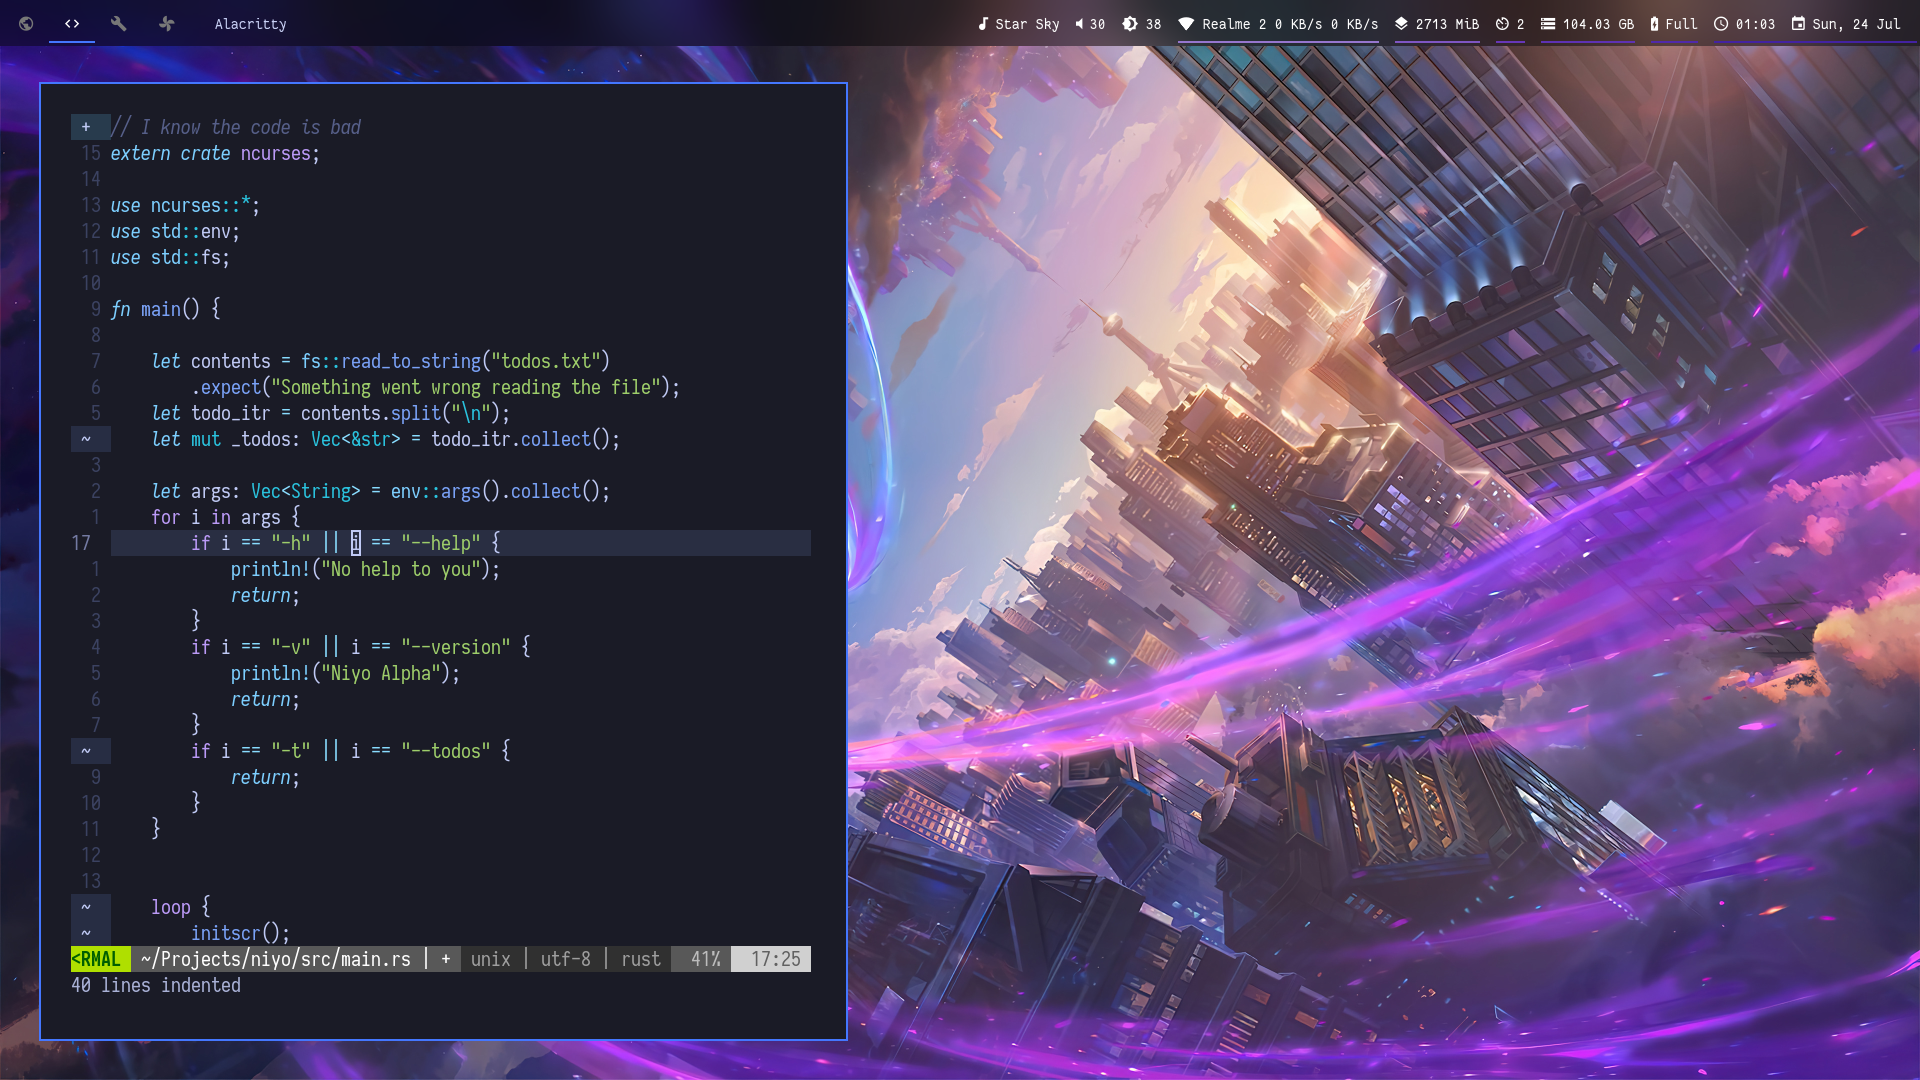 Alacritty Star Sky 30 38 Realme 2 0 KB/s 0 KB/s 2713 MiB 2 104.03 GB Full 01:03 Sun, 24 Jul
+ // I know the code is bad
15 extern crate ncurses;
14
13 use ncurses::*;
12 use std::env;
11 use std::fs;
10
9 fn main() {
8
7 let contents = fs::read_to_string("todos.txt")
6 .expect("Something went wrong reading the file");
5 let todo_itr = contents.split("\n");
~ let mut _todos: Vec<&str> = todo_itr.collect();
3
2 let args: Vec<String> = env::args().collect();
1 for i in args {
17 if i == "-h" || i == "--help" {
1 println!("No help to you");
2 return;
3 }
4 if i == "-v" || i == "--version" {
5 println!("Niyo Alpha");
6 return;
7 }
~ if i == "-t" || i == "--todos" {
9 return;
10 }
11 }
12
13
~ loop {
~ initscr();
<RMAL ~/Projects/niyo/src/main.rs | + unix | utf-8 | rust 41% 17:25
40 lines indented